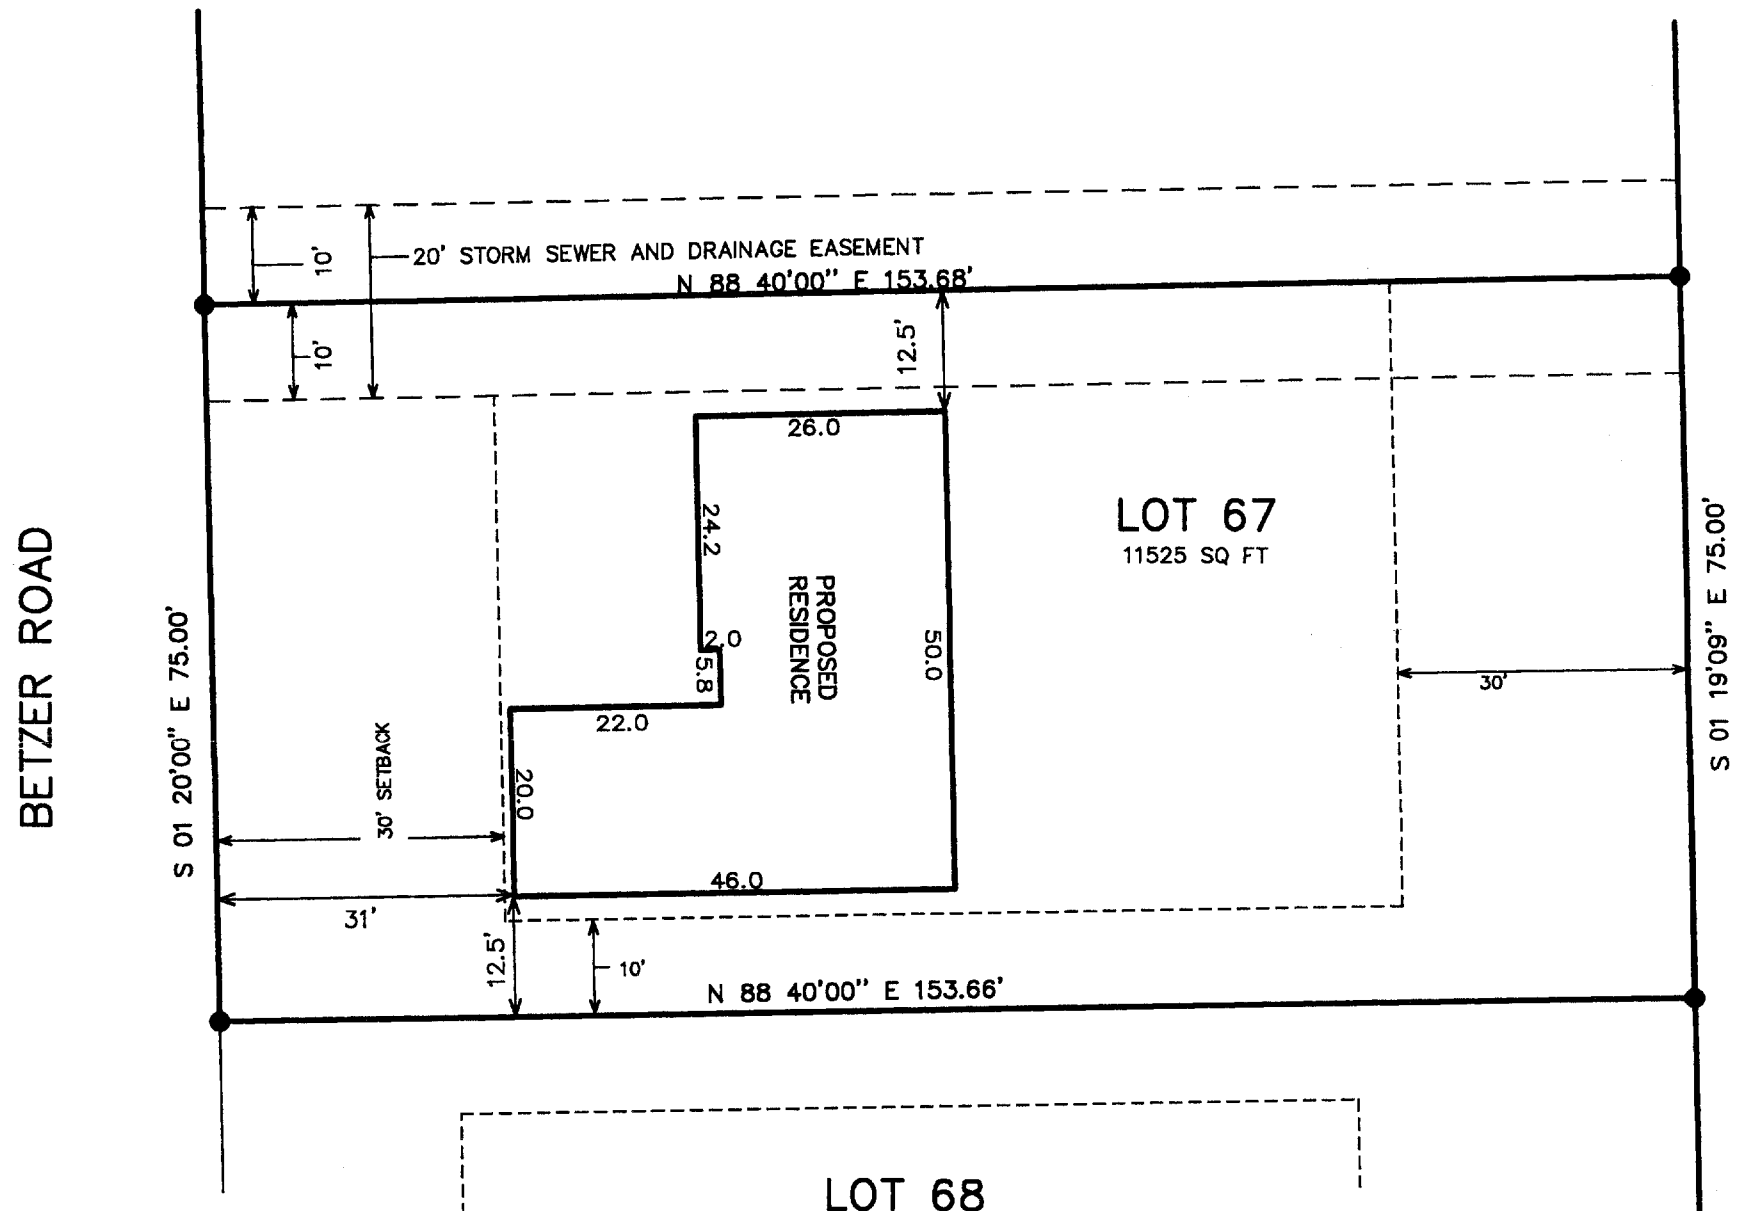 10'
20' STORM SEWER AND DRAINAGE EASEMENT
N 88 40'00" E 153.68'
10'
12.5'
26.0
24.2
LOT 67
11525 SQ FT
PROPOSED
RESIDENCE
2.0
5.8
50.0
22.0
20.0
46.0
BETZER ROAD
S 01 20'00" E 75.00'
30' SETBACK
31'
12.5'
10'
N 88 40'00" E 153.66'
30'
S 01 19'09" E 75.00'
LOT 68